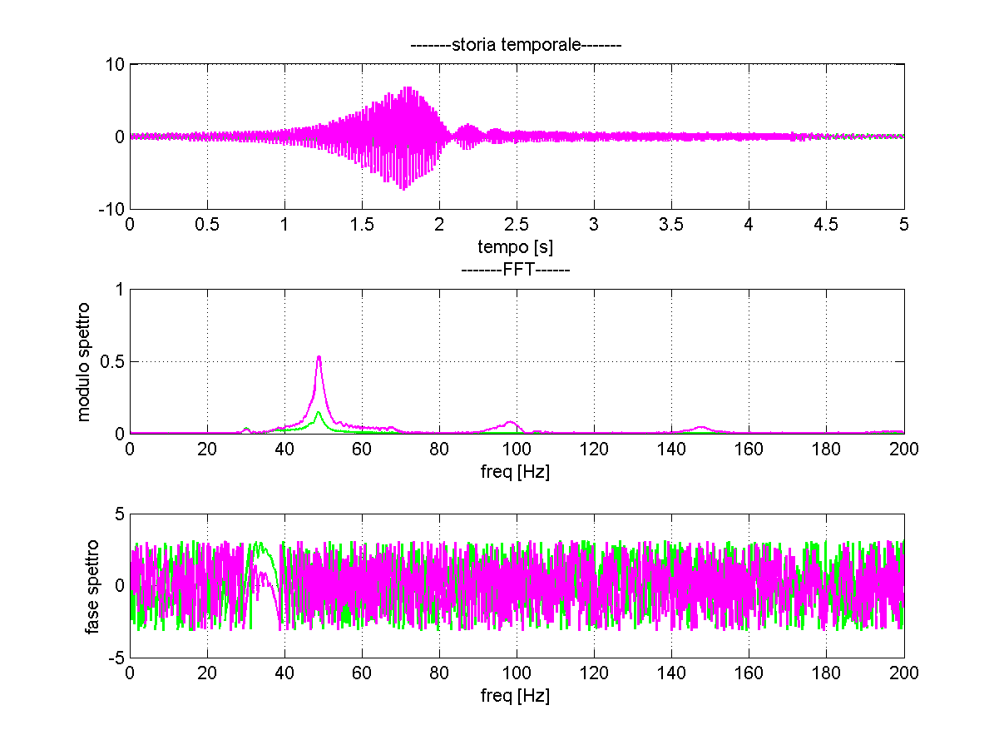 -------storia temporale-------
10
0
-10
0 0.5 1 1.5 2 2.5 3 3.5 4 4.5 5
tempo [s]
-------FFT------
1
0.5
0
modulo spettro
0 20 40 60 80 100 120 140 160 180 200
freq [Hz]
5
0
-5
fase spettro
0 20 40 60 80 100 120 140 160 180 200
freq [Hz]